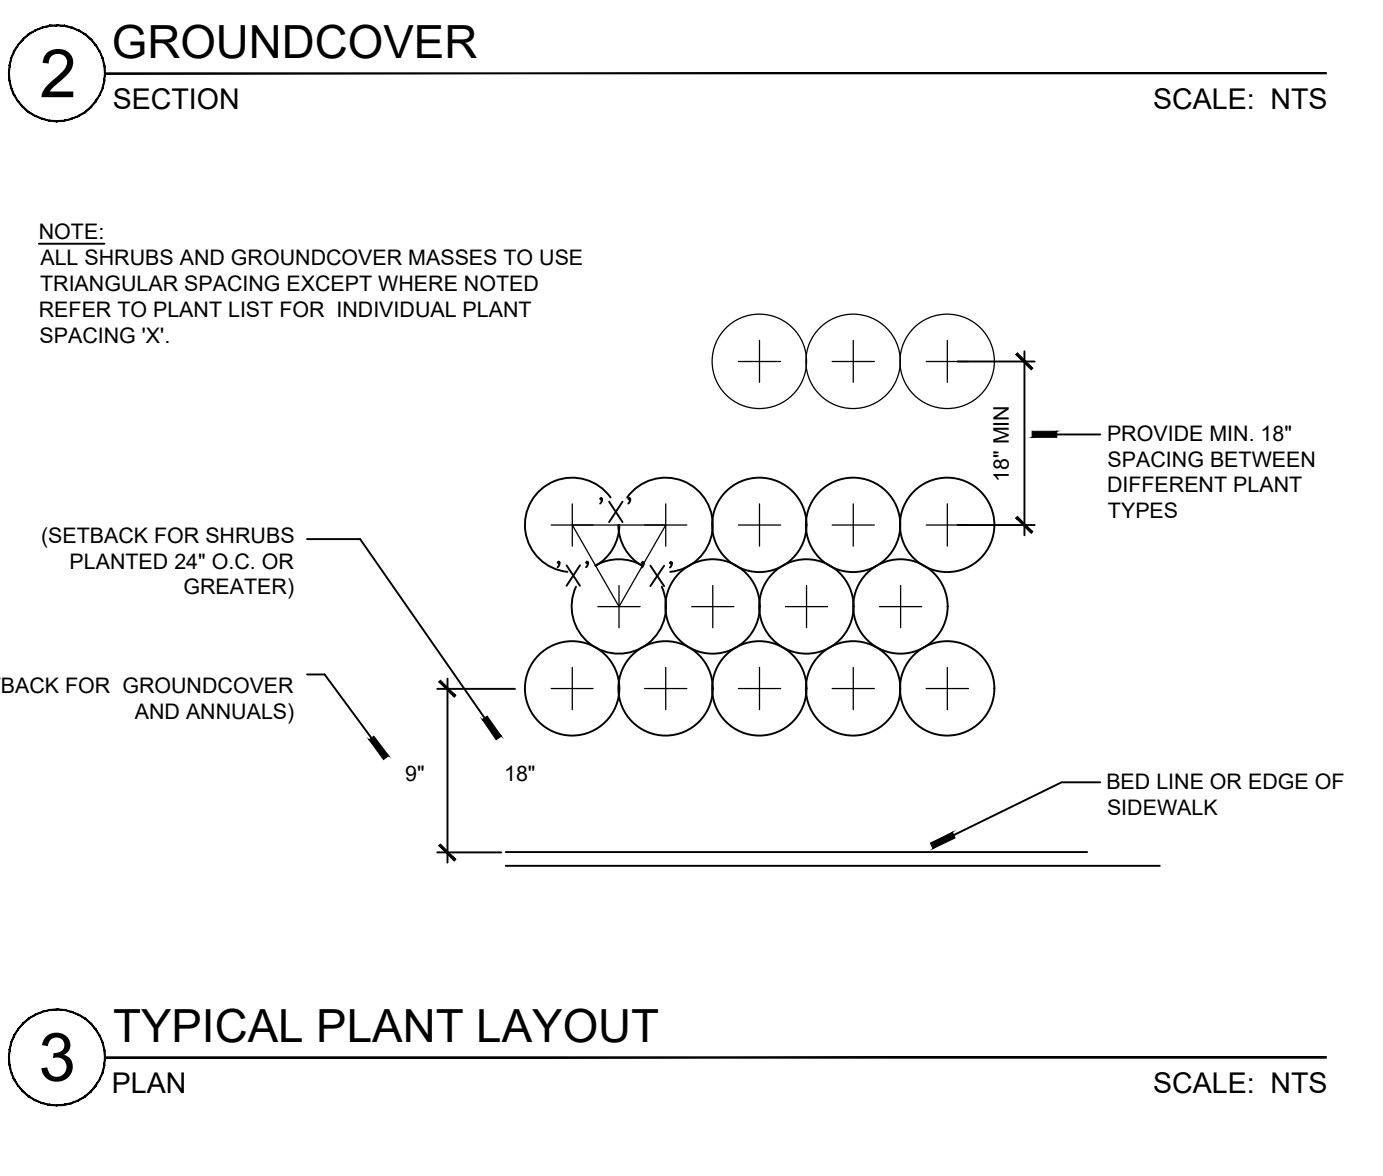 2
GROUNDCOVER
SECTION
SCALE: NTS
NOTE:
ALL SHRUBS AND GROUNDCOVER MASSES TO USE
TRIANGULAR SPACING EXCEPT WHERE NOTED
REFER TO PLANT LIST FOR INDIVIDUAL PLANT
SPACING 'X'.
18" MIN
PROVIDE MIN. 18"
SPACING BETWEEN
DIFFERENT PLANT
TYPES
'X'
'X'
'X'
(SETBACK FOR SHRUBS
PLANTED 24" O.C. OR
GREATER)
FOR GROUNDCOVER
AND ANNUALS)
9"
18"
BED LINE OR EDGE OF
SIDEWALK
3
TYPICAL PLANT LAYOUT
PLAN
SCALE: NTS